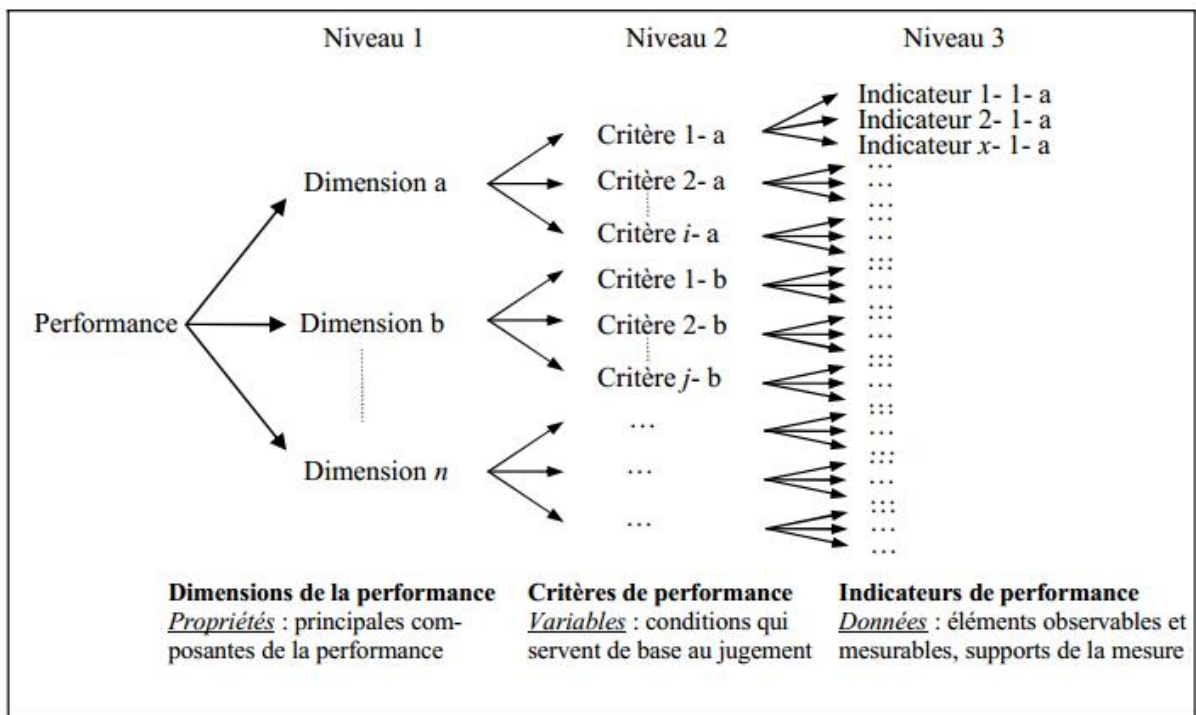 Niveau 1
Niveau 2
Niveau 3
Indicateur 1- 1- a
Indicateur 2- 1- a
Indicateur x- 1- a
Critère 1- a
Critère 2- a
Critère i- a
Dimension a
Critère 1- b
Critère 2- b
Critère j- b
Performance
Dimension b
Dimension n
…
…
…
Dimensions de la performance
Propriétés : principales com-
posantes de la performance
Critères de performance
Variables : conditions qui
servent de base au jugement
Indicateurs de performance
Données : éléments observables et
mesurables, supports de la mesure